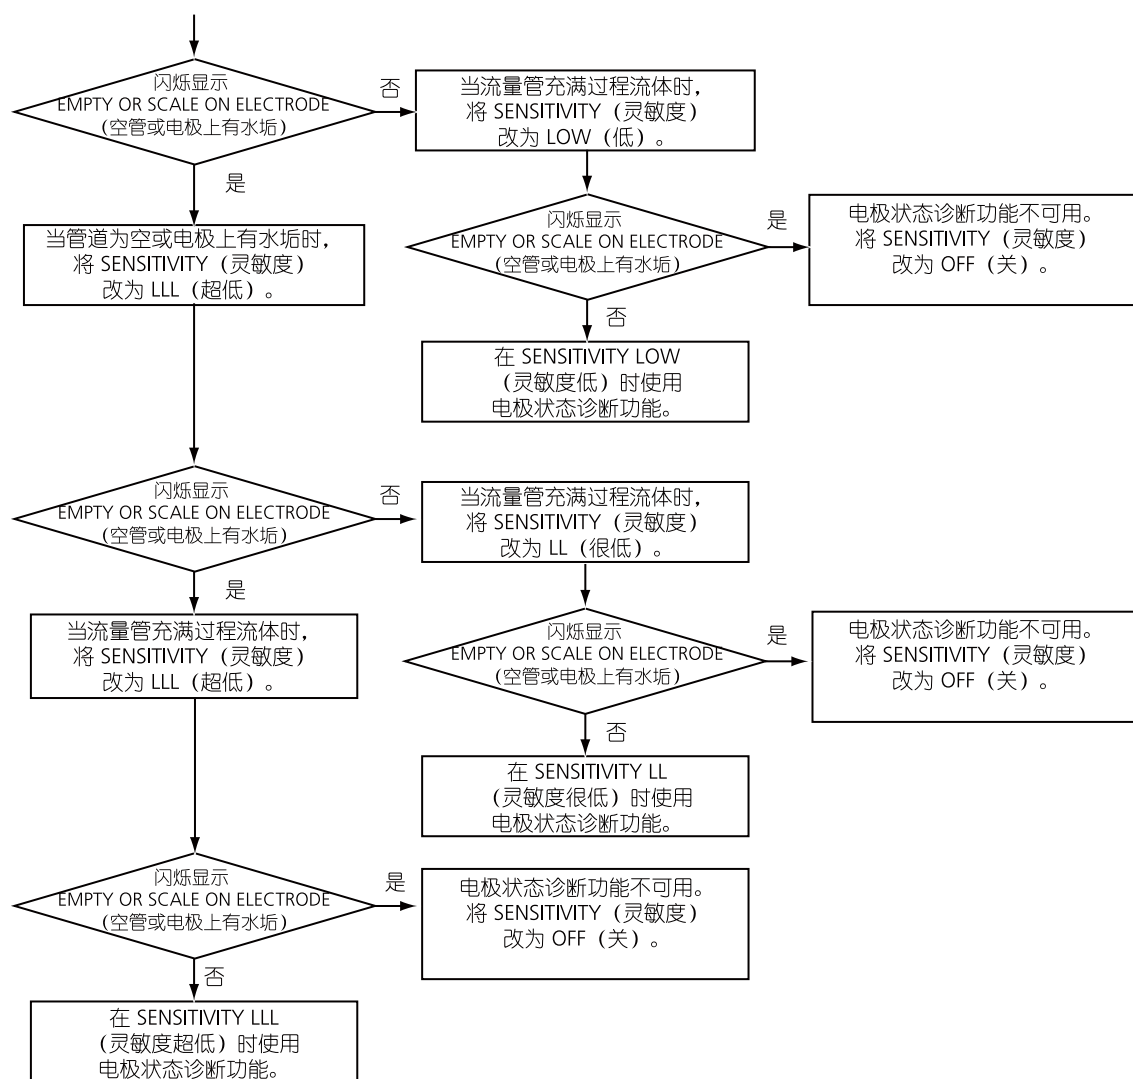 闪烁显示
EMPTY OR SCALE ON ELECTRODE
（空管或电极上有水垢）
否
当流量管充满过程流体时，
将 SENSITIVITY（灵敏度）
改为 LOW（低）。
是
当管道为空或电极上有水垢时，
将 SENSITIVITY（灵敏度）
改为 LLL（超低）。
闪烁显示
EMPTY OR SCALE ON ELECTRODE
（空管或电极上有水垢）
是
电极状态诊断功能不可用。
将 SENSITIVITY（灵敏度）
改为 OFF（关）。
否
在 SENSITIVITY LOW
（灵敏度低）时使用
电极状态诊断功能。
闪烁显示
EMPTY OR SCALE ON ELECTRODE
（空管或电极上有水垢）
否
当流量管充满过程流体时，
将 SENSITIVITY（灵敏度）
改为 LL（很低）。
是
当流量管充满过程流体时，
将 SENSITIVITY（灵敏度）
改为 LLL（超低）。
闪烁显示
EMPTY OR SCALE ON ELECTRODE
（空管或电极上有水垢）
是
电极状态诊断功能不可用。
将 SENSITIVITY（灵敏度）
改为 OFF（关）。
否
在 SENSITIVITY LL
（灵敏度很低）时使用
电极状态诊断功能。
闪烁显示
EMPTY OR SCALE ON ELECTRODE
（空管或电极上有水垢）
是
电极状态诊断功能不可用。
将 SENSITIVITY（灵敏度）
改为 OFF（关）。
否
在 SENSITIVITY LLL
（灵敏度超低）时使用
电极状态诊断功能。